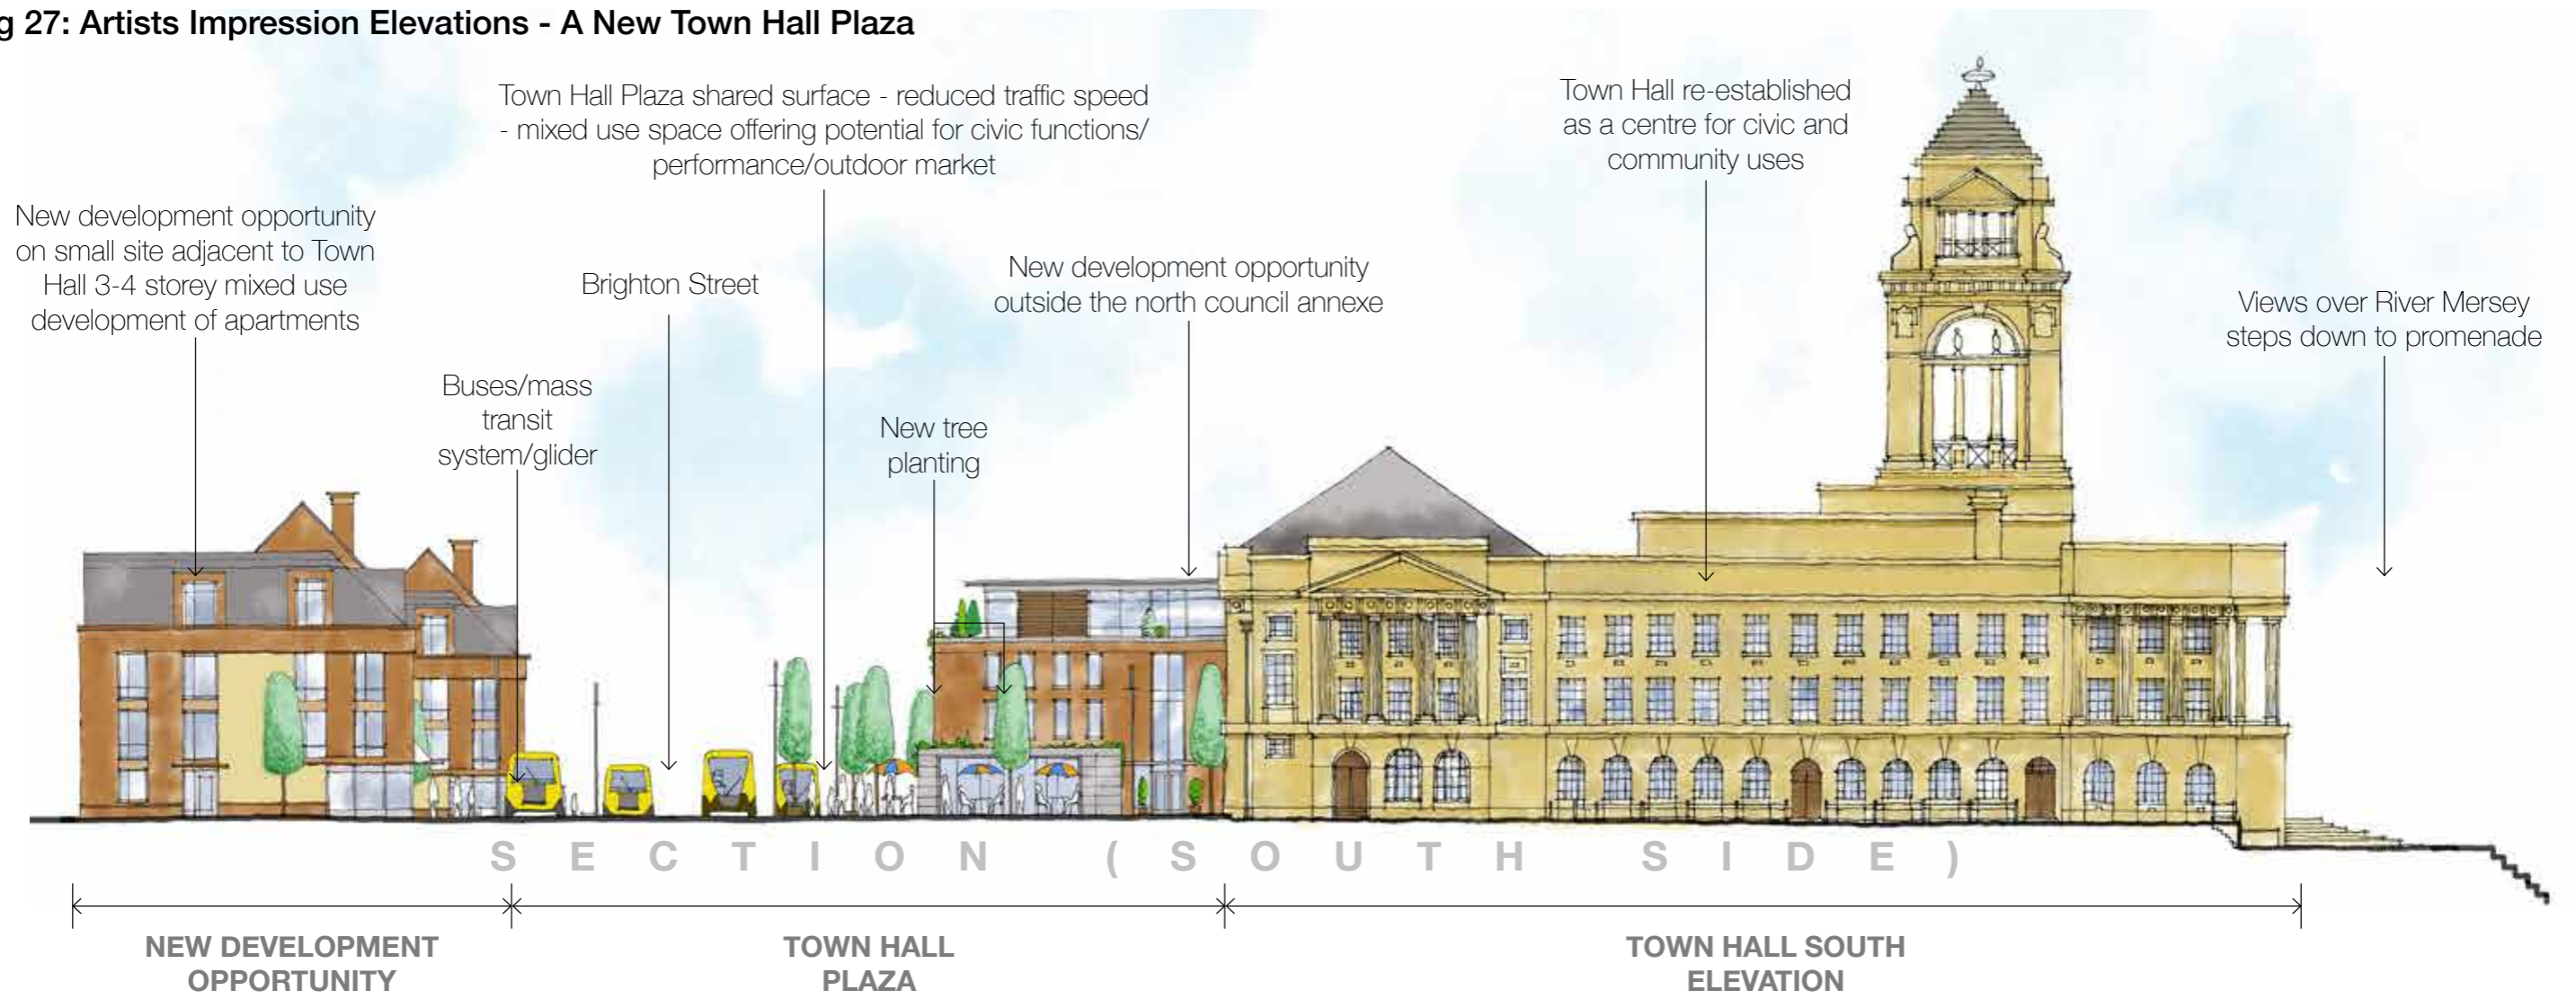 g 27: Artists Impression Elevations - A New Town Hall Plaza
Town Hall Plaza shared surface - reduced traffic speed
- mixed use space offering potential for civic functions/
performance/outdoor market
Town Hall re-established
as a centre for civic and
community uses
New development opportunity
on small site adjacent to Town
Hall 3-4 storey mixed use
development of apartments
Brighton Street
New development opportunity
outside the north council annexe
Views over River Mersey
steps down to promenade
Buses/mass
transit
system/glider
New tree
planting
SECTION (SOUTH SIDE)
NEW DEVELOPMENT
OPPORTUNITY
TOWN HALL
PLAZA
TOWN HALL SOUTH
ELEVATION